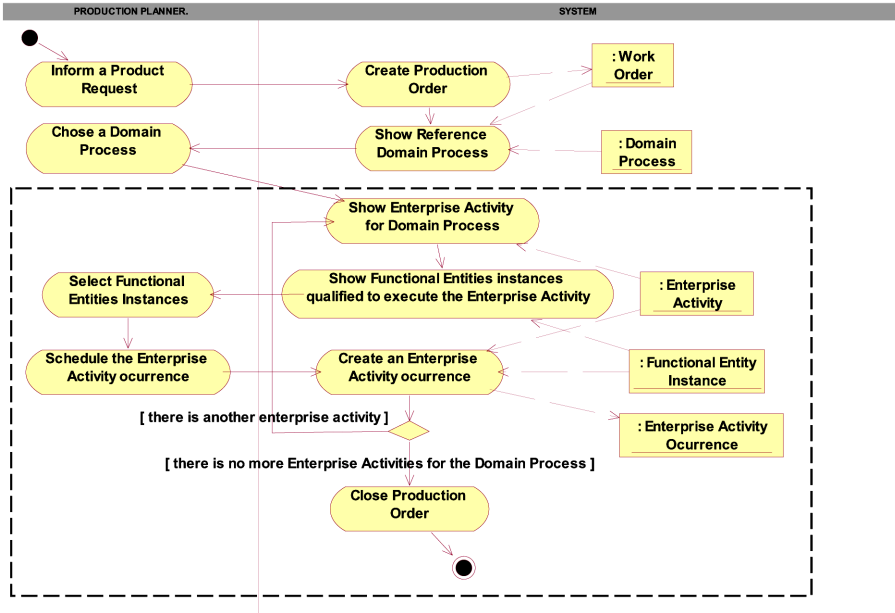 PRODUCTION PLANNER.
SYSTEM
Inform a Product
Request
Create Production
Order
: Work
Order
Chose a Domain
Process
Show Reference
Domain Process
: Domain
Process
Show Enterprise Activity
for Domain Process
Select Functional
Entities Instances
Show Functional Entities instances
qualified to execute the Enterprise Activity
: Enterprise
Activity
Schedule the Enterprise
Activity ocurrence
Create an Enterprise
Activity ocurrence
: Functional Entity
Instance
[ there is another enterprise activity ]
: Enterprise Activity
Ocurrence
[ there is no more Enterprise Activities for the Domain Process ]
Close Production
Order